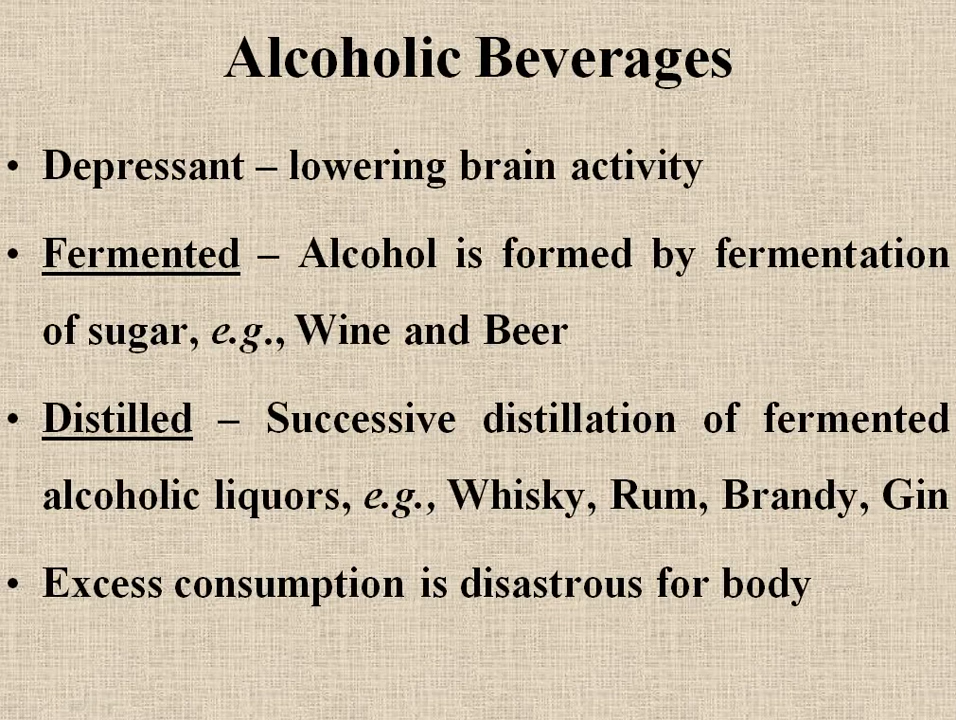 Alcoholic Beverages
• Depressant – lowering brain activity
• Fermented – Alcohol is formed by fermentation
of sugar, e.g., Wine and Beer
• Distilled – Successive distillation of fermented
alcoholic liquors, e.g., Whisky, Rum, Brandy, Gin
• Excess consumption is disastrous for body